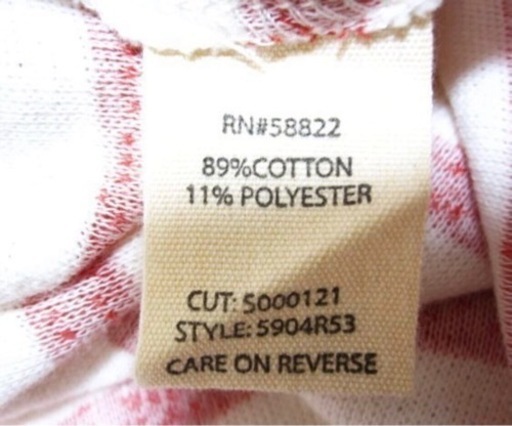 RN#58822
89%COTTON
11% POLYESTER
CUT: 5000121
STYLE: 5904R53
CARE ON REVERSE